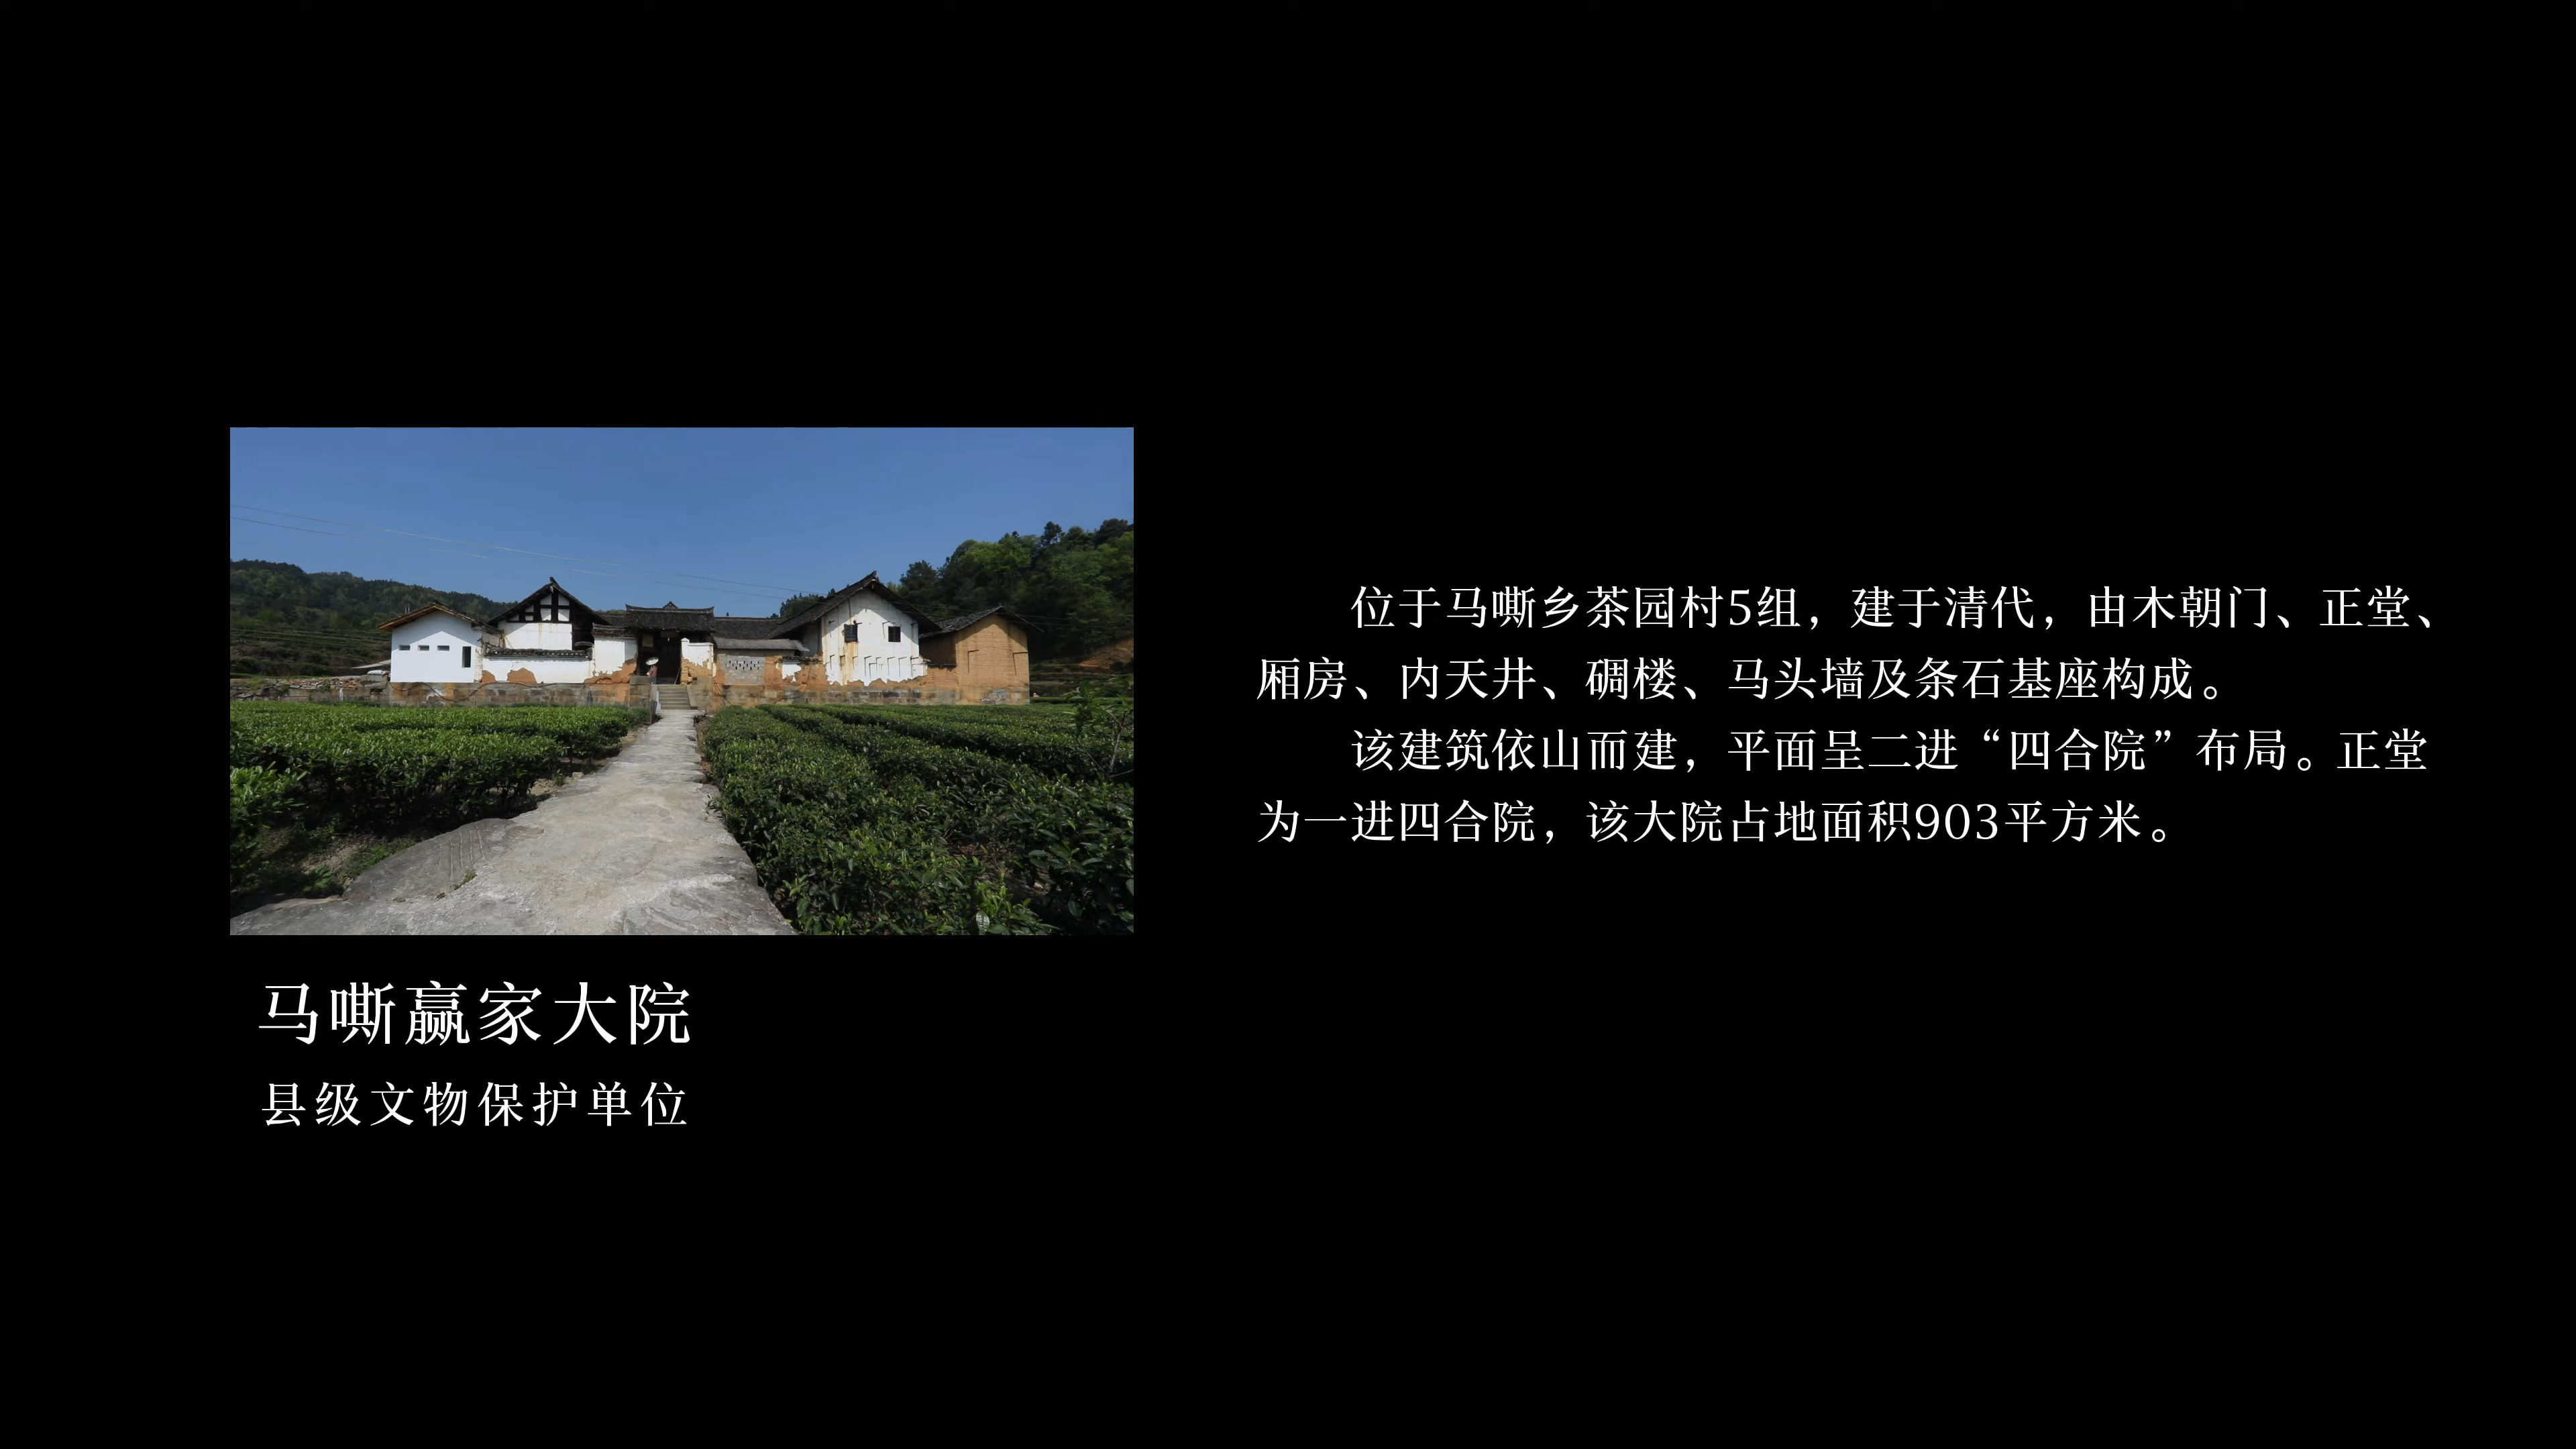 位于马嘶乡茶园村5组，建于清代，由木朝门、正堂、
厢房、内天井、碉楼、马头墙及条石基座构成。
该建筑依山而建，平面呈二进“四合院”布局。正堂
为一进四合院，该大院占地面积903平方米。
马嘶赢家大院
县级文物保护单位